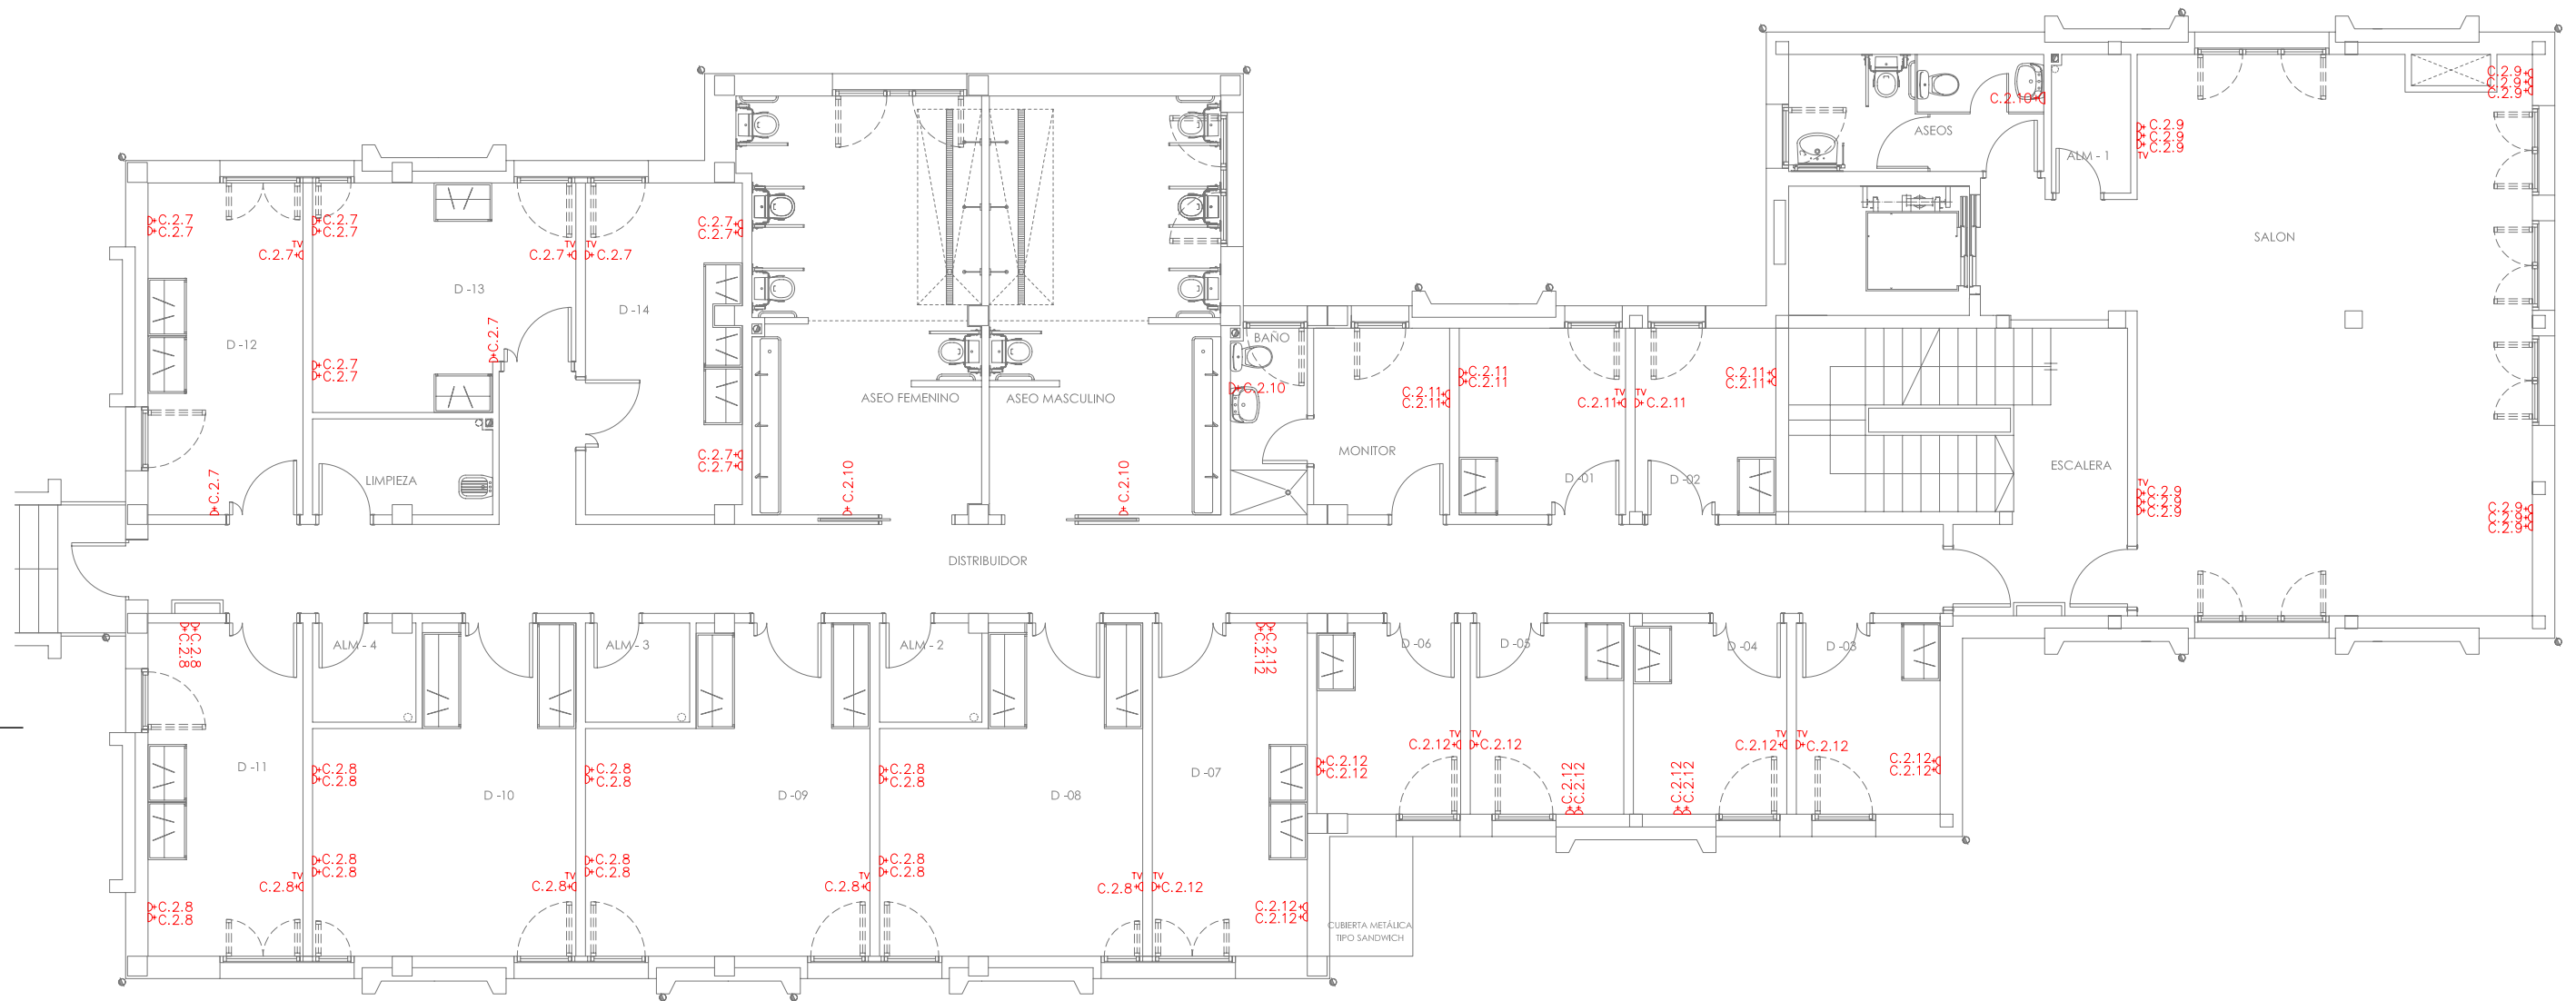 C.2.9
C.2.9
C.2.9
C.2.10
ASEOS
C.2.9
C.2.9
C.2.9
TV
ALM - 1
C.2.7
C.2.7
C.2.7
C.2.7
C.2.7
C.2.7
TV
C.2.7
TV
C.2.7
TV
C.2.7
SALON
D -13
D -14
D -12
C.2.7
BAÑO
C.2.7
C.2.7
C.2.10
C.2.11
C.2.11
C.2.11
C.2.11
C.2.11
C.2.11
TV
C.2.11
TV
C.2.11
ASEO FEMENINO
ASEO MASCULINO
MONITOR
C.2.7
C.2.7
ESCALERA
LIMPIEZA
D -01
D -02
C.2.7
C.2.10
C.2.10
TV
C.2.9
C.2.9
C.2.9
C.2.9
C.2.9
C.2.9
DISTRIBUIDOR
C.2.8
C.2.8
ALM - 4
ALM - 3
ALM - 2
C.2.12
C.2.12
D -06
D -05
D -04
D -03
TV
C.2.12
TV
C.2.12
TV
C.2.12
TV
C.2.12
D -11
C.2.8
C.2.8
C.2.8
C.2.8
C.2.8
C.2.8
D -07
C.2.12
C.2.12
C.2.12
C.2.12
C.2.12
C.2.12
C.2.12
C.2.12
D -10
D -09
D -08
C.2.8
C.2.8
C.2.8
C.2.8
C.2.8
C.2.8
TV
C.2.8
TV
C.2.8
TV
C.2.8
TV
C.2.8
TV
C.2.12
C.2.8
C.2.8
C.2.12
C.2.12
CUBIERTA METÁLICA
TIPO SANDWICH